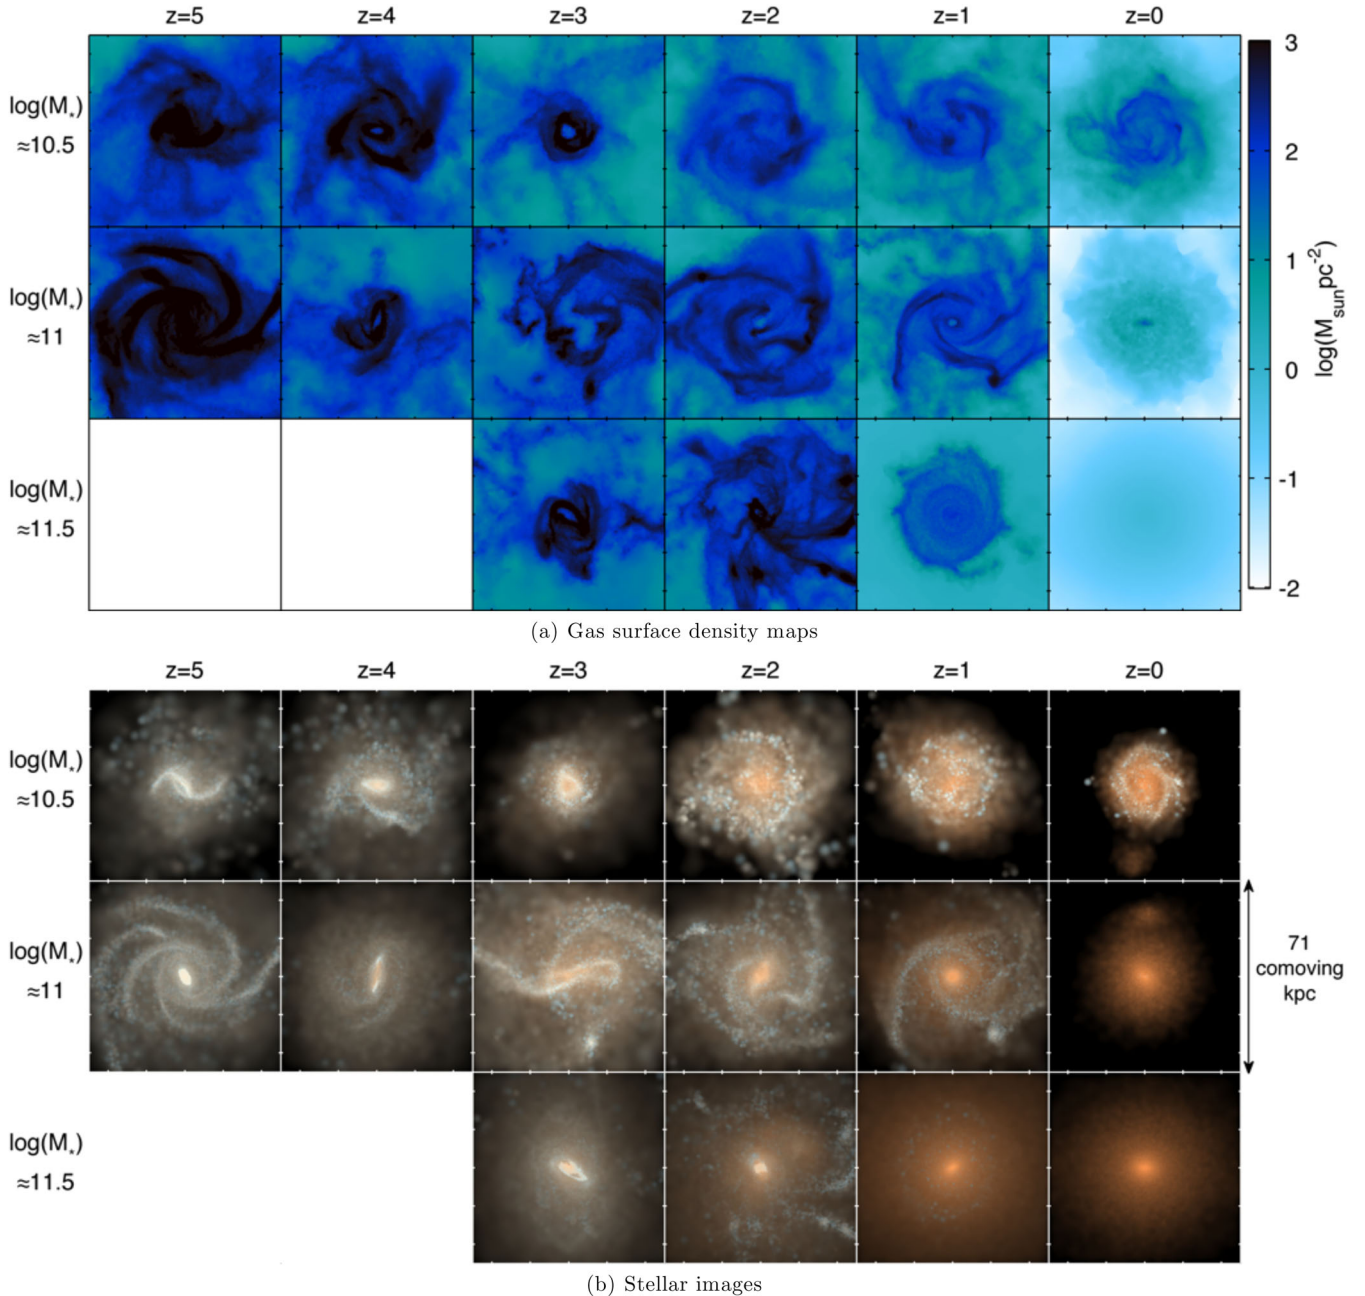 z=5 z=4 z=3 z=2 z=1 z=0
log(M*)
≈10.5
log(M*)
≈11
log(M*)
≈11.5
3
2
1
0
-1
-2
log(Msunpc-2)
(a) Gas surface density maps
z=5 z=4 z=3 z=2 z=1 z=0
log(M*)
≈10.5
log(M*)
≈11
71
comoving
kpc
log(M*)
≈11.5
(b) Stellar images